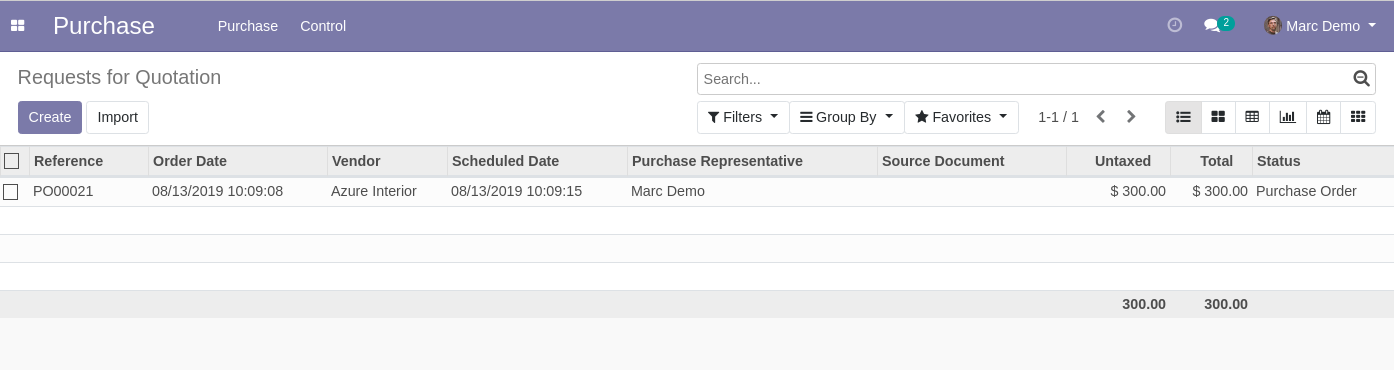 Purchase Purchase Control 2 Marc Demo
Requests for Quotation Search...
Create Import Filters Group By Favorites 1-1 / 1
Reference Order Date Vendor Scheduled Date Purchase Representative Source Document Untaxed Total Status
PO00021 08/13/2019 10:09:08 Azure Interior 08/13/2019 10:09:15 Marc Demo $ 300.00 $ 300.00 Purchase Order
300.00 300.00